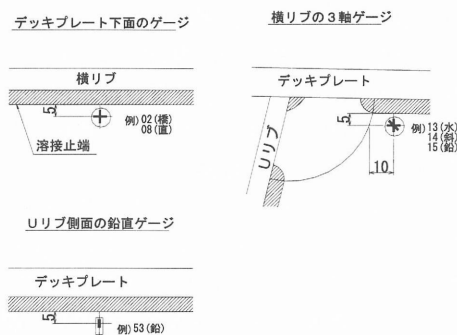 デッキプレート下面のゲージ
横リブ
5
例) 02(橋)
08(直)
溶接止端
横リブの3軸ゲージ
デッキプレート
5
例) 13(水)
14(斜)
15(鉛)
Uリブ
10
Uリブ側面の鉛直ゲージ
デッキプレート
5
例) 53(鉛)